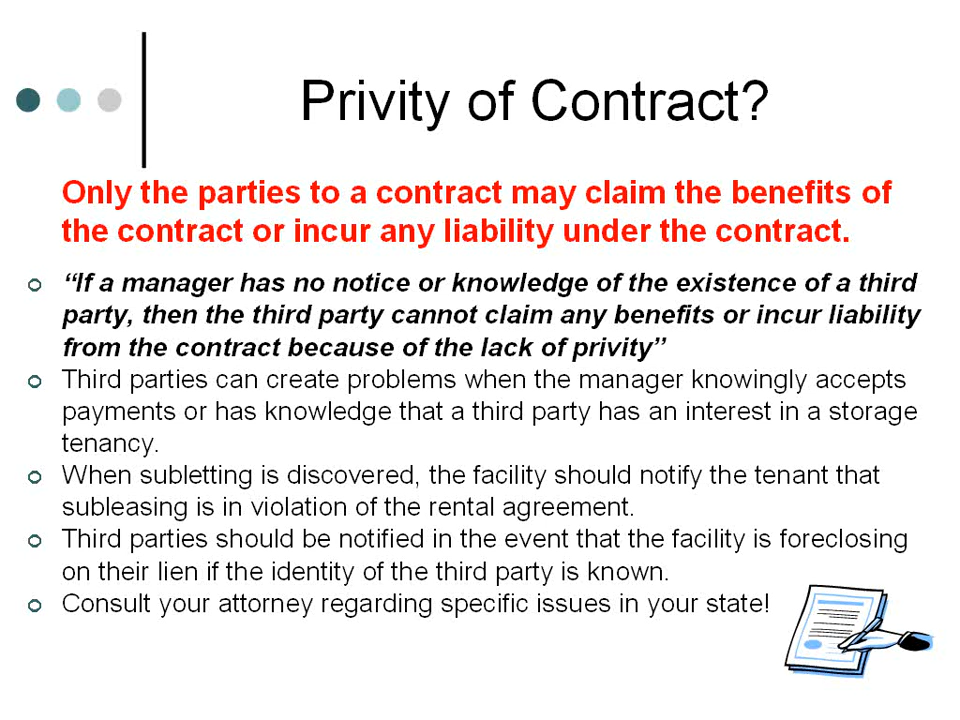 Privity of Contract?
Only the parties to a contract may claim the benefits of
the contract or incur any liability under the contract.
“If a manager has no notice or knowledge of the existence of a third
party, then the third party cannot claim any benefits or incur liability
from the contract because of the lack of privity”
Third parties can create problems when the manager knowingly accepts
payments or has knowledge that a third party has an interest in a storage
tenancy.
When subletting is discovered, the facility should notify the tenant that
subleasing is in violation of the rental agreement.
Third parties should be notified in the event that the facility is foreclosing
on their lien if the identity of the third party is known.
Consult your attorney regarding specific issues in your state!